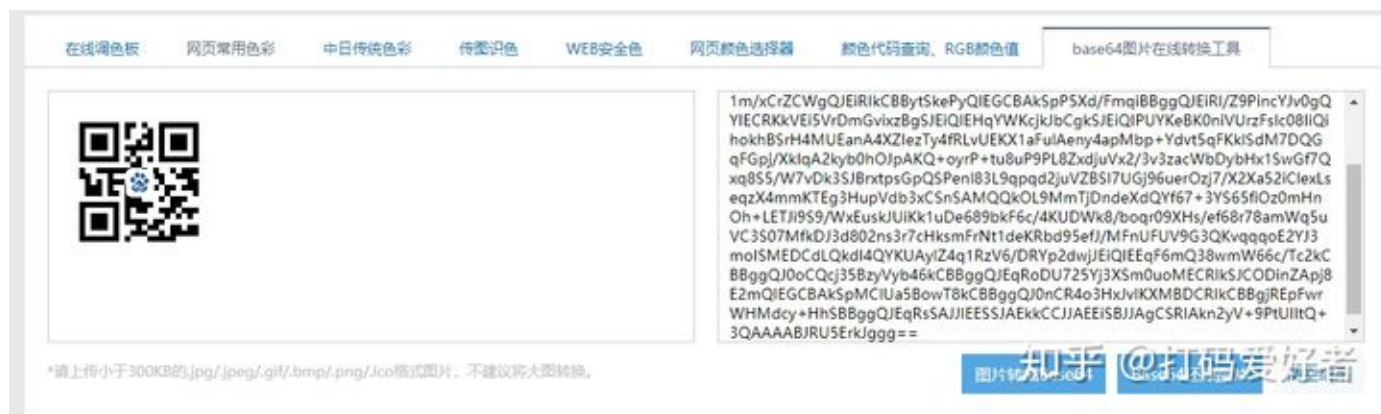 在线调色板 网页常用色彩 中日传统色彩 传图识色 WEB安全色 网页颜色选择器 颜色代码查询、RGB颜色值 base64图片在线转换工具
1m/xCrZCWgQJEiRIkCBBytSkePyQIEGCBAkSpP5Xd/FmqiBBggQJEiRI/Z9PincYJv0gQ
YIECRKkVEi5VrDmGvixzBgSJEiQIEHqYWKcjkJbCgkSJEiQIPUYKeBK0niVUrzFslc08IiQi
hokhBSrH4MUEanA4XZIezTy4fRLvUEKX1aFulAeny4apMbp+Ydvt5qFKklSdM7DQG
qFGpj/XklqA2kyb0hOJpAKQ+oyrP+tu8uP9PL8ZxdjuVx2/3v3zacWbDybHx1SwGf7Q
xq8S5/W7vDk3SJBrxtpsGpQSPenI83L9qpqd2juVZBSI7UGj96uerOzj7/X2Xa52iClexLs
eqzX4mmKTEg3HupVdb3xCSnSAMQQkOL9MmTjDndeXdQYf67+3YS65fiOz0mHn
Oh+LETJi9S9/WxEuskJUiKk1uDe689bkF6c/4KUDWk8/boqr09XHs/ef68r78amWq5u
VC3S07MfkDJ3d802ns3r7cHksmFrNt1deKRbd95efJ/MFnUFUV9G3QKvqqqoE2YJ3
molSMEDCdLQkdI4QYKUAyIZ4q1RzV6/DRYp2dwjJEiQIEEqF6mQ38wmW66c/Tc2kC
BBggQJ0oCQcj35BzyVyb46kCBBggQJEqRoDU725Yj3XSm0uoMECRIkSJCODinZApj8
E2mQIEGCBAkSpMCIUa5BowT8kCBBggQJ0nCR4o3HxJvIKXMBDCRIkCBBgjREpFwr
WHMdcy+HhSBBggQJEqRsSAJJIEESSJAEkkCCJJAEEiSBJJAgCSRIAkn2yV+9PtUIItQ+
3QAAAABJRU5ErkJggg==
*请上传小于300KB的.jpg/.jpeg/.gif/.bmp/.png/.ico格式图片、不建议将大图转换。
知乎 @打码爱好者